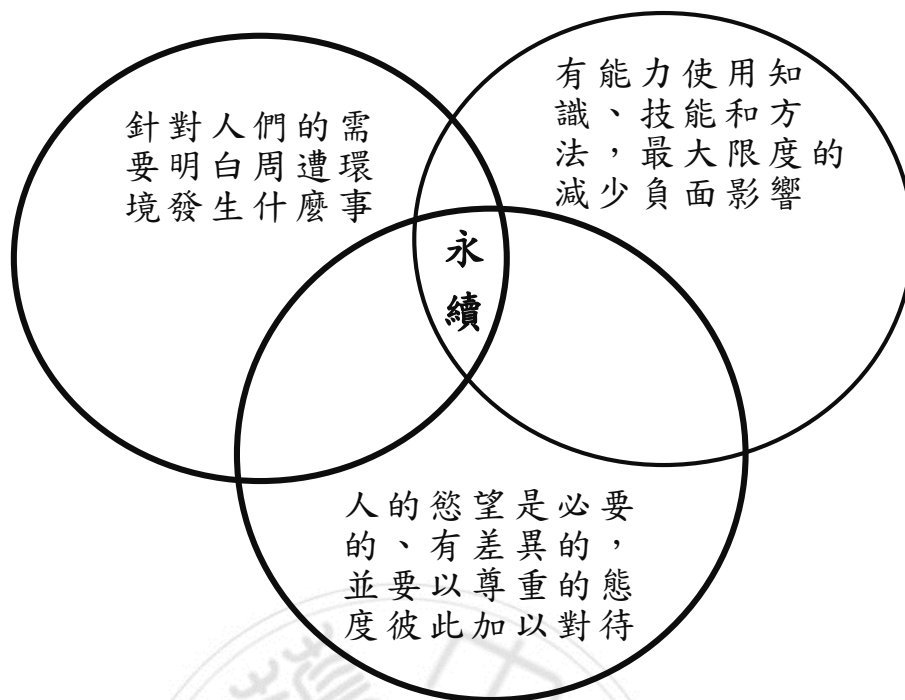 針對人們的需
要明白周遭環
境發生什麼事
有能力使用知
識、技能和方
法，最大限度的
減少負面影響
永
續
人的慾望是必要
的、有差異的，
並要以尊重的態
度彼此加以對待